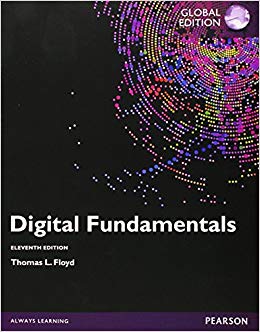 GLOBAL
EDITION
Digital Fundamentals
ELEVENTH EDITION
Thomas L. Floyd
ALWAYS LEARNING
PEARSON